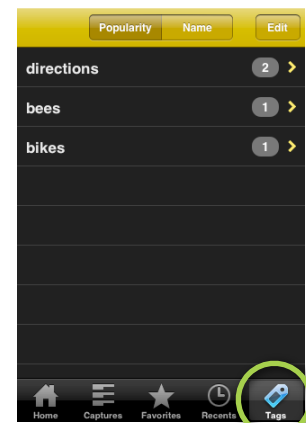 Popularity Name Edit
directions 2
bees 1
bikes 1
Home Captures Favorites Recents Tags